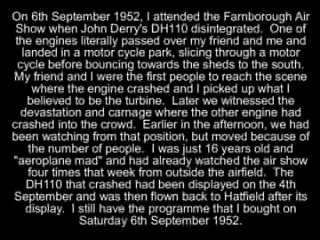 On 6th September 1952, I attended the Farnborough Air
Show when John Derry's DH110 disintegrated.  One of
the engines literally passed over my friend and me and
landed in a motor cycle park, slicing through a motor
cycle before bouncing towards the sheds to the south.
My friend and I were the first people to reach the scene
where the engine crashed and I picked up what I
believed to be the turbine.  Later we witnessed the
devastation and carnage where the other engine had
crashed into the crowd.  Earlier in the afternoon, we had
been watching from that position, but moved because of
the number of people.  I was just 16 years old and
"aeroplane mad" and had already watched the air show
four times that week from outside the airfield.  The
DH110 that crashed had been displayed on the 4th
September and was then flown back to Hatfield after its
display.  I still have the programme that I bought on
Saturday 6th September 1952.